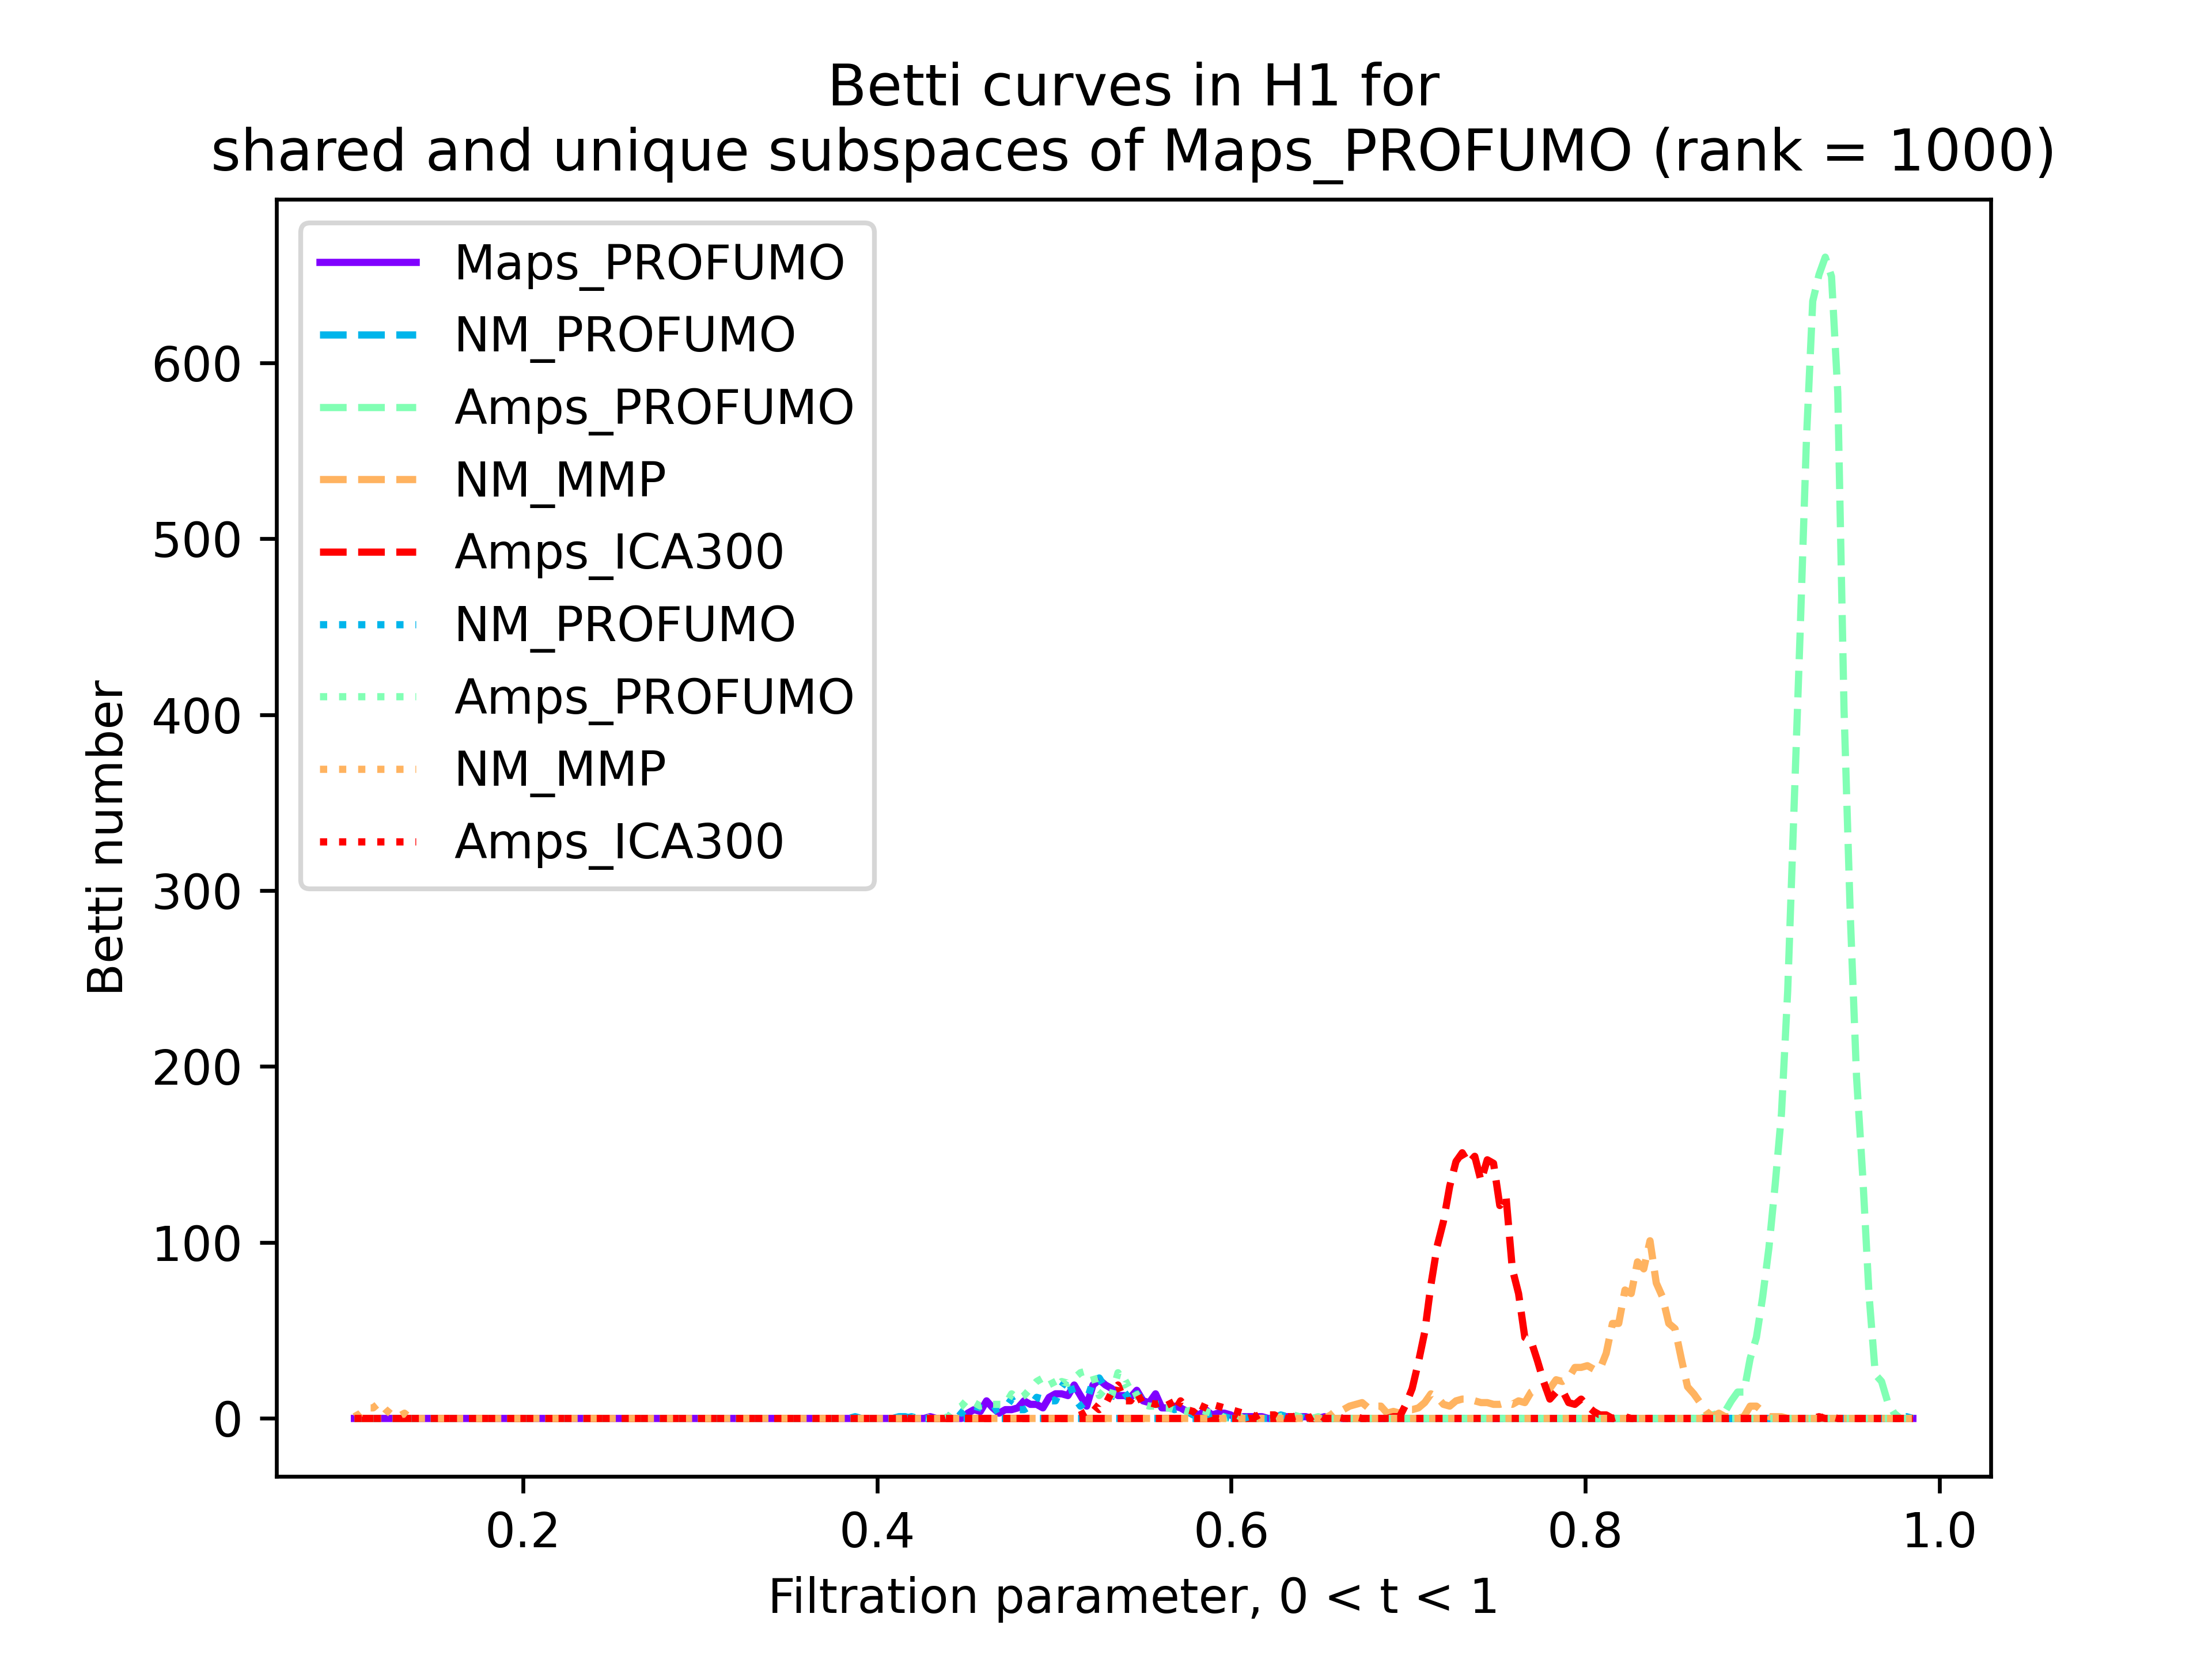 Betti curves in H1 for
shared and unique subspaces of Maps_PROFUMO (rank = 1000)
Maps_PROFUMO
NM_PROFUMO
Amps_PROFUMO
NM_MMP
Amps_ICA300
NM_PROFUMO
Amps_PROFUMO
NM_MMP
Amps_ICA300
Betti number
600
500
400
300
200
100
0
0.2 0.4 0.6 0.8 1.0
Filtration parameter, 0 < t < 1